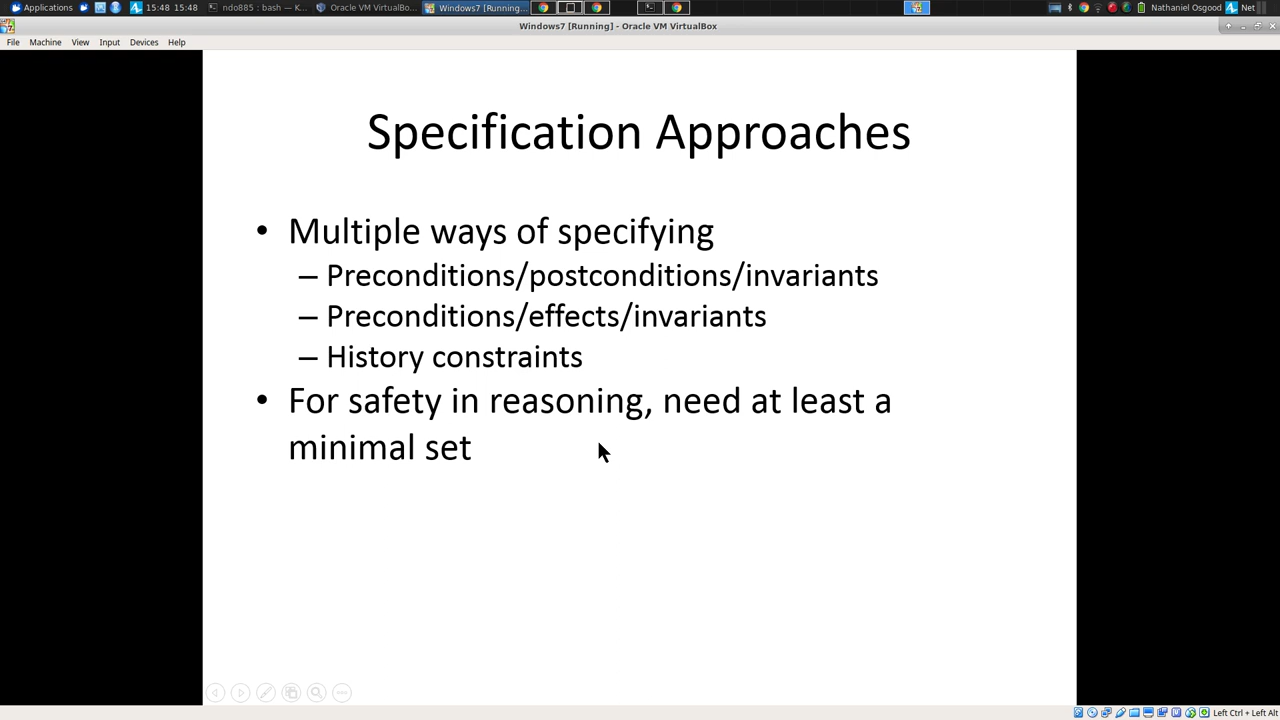 Applications 15:48 15:48 ndo885 : bash — K... Oracle VM VirtualBo... Windows7 [Running... Nathaniel Osgood Net
Windows7 [Running] - Oracle VM VirtualBox
File Machine View Input Devices Help
Specification Approaches
• Multiple ways of specifying
– Preconditions/postconditions/invariants
– Preconditions/effects/invariants
– History constraints
• For safety in reasoning, need at least a
minimal set
Left Ctrl + Left Alt